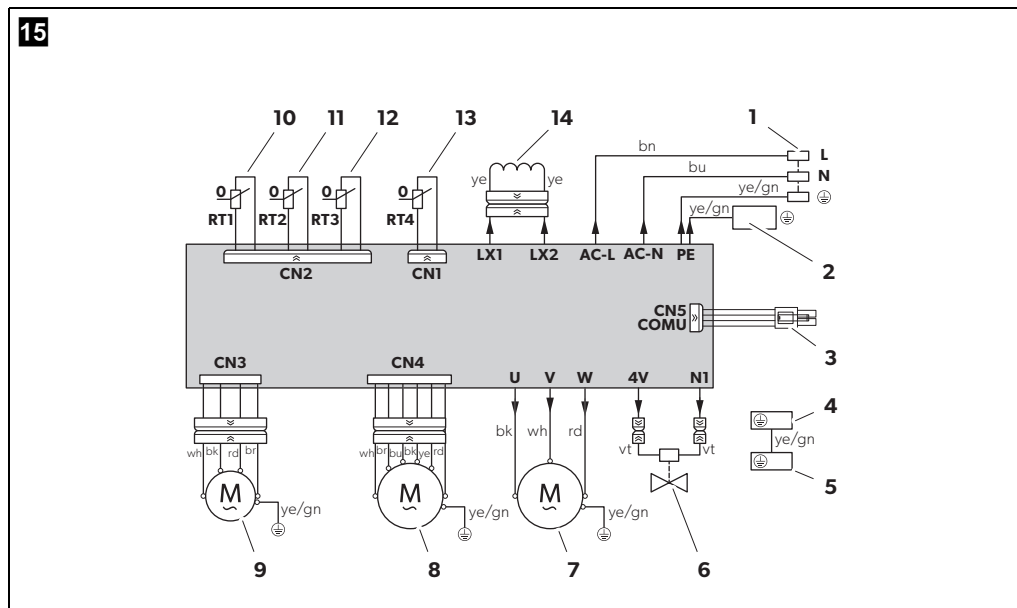 15
10 11 12 13 14 1
bn L
bu N
ye ye ye/gn
ye/gn
0 0 0 0
RT1 RT2 RT3 RT4
2
LX1 LX2 AC-L AC-N PE
CN2 CN1
CN5
COMU
3
CN3 CN4 U V W 4V N1
4
bk wh rd vt vt ye/gn
wh bk rd br wh br bu bk ye rd
5
M M M
ye/gn ye/gn ye/gn
9 8 7 6